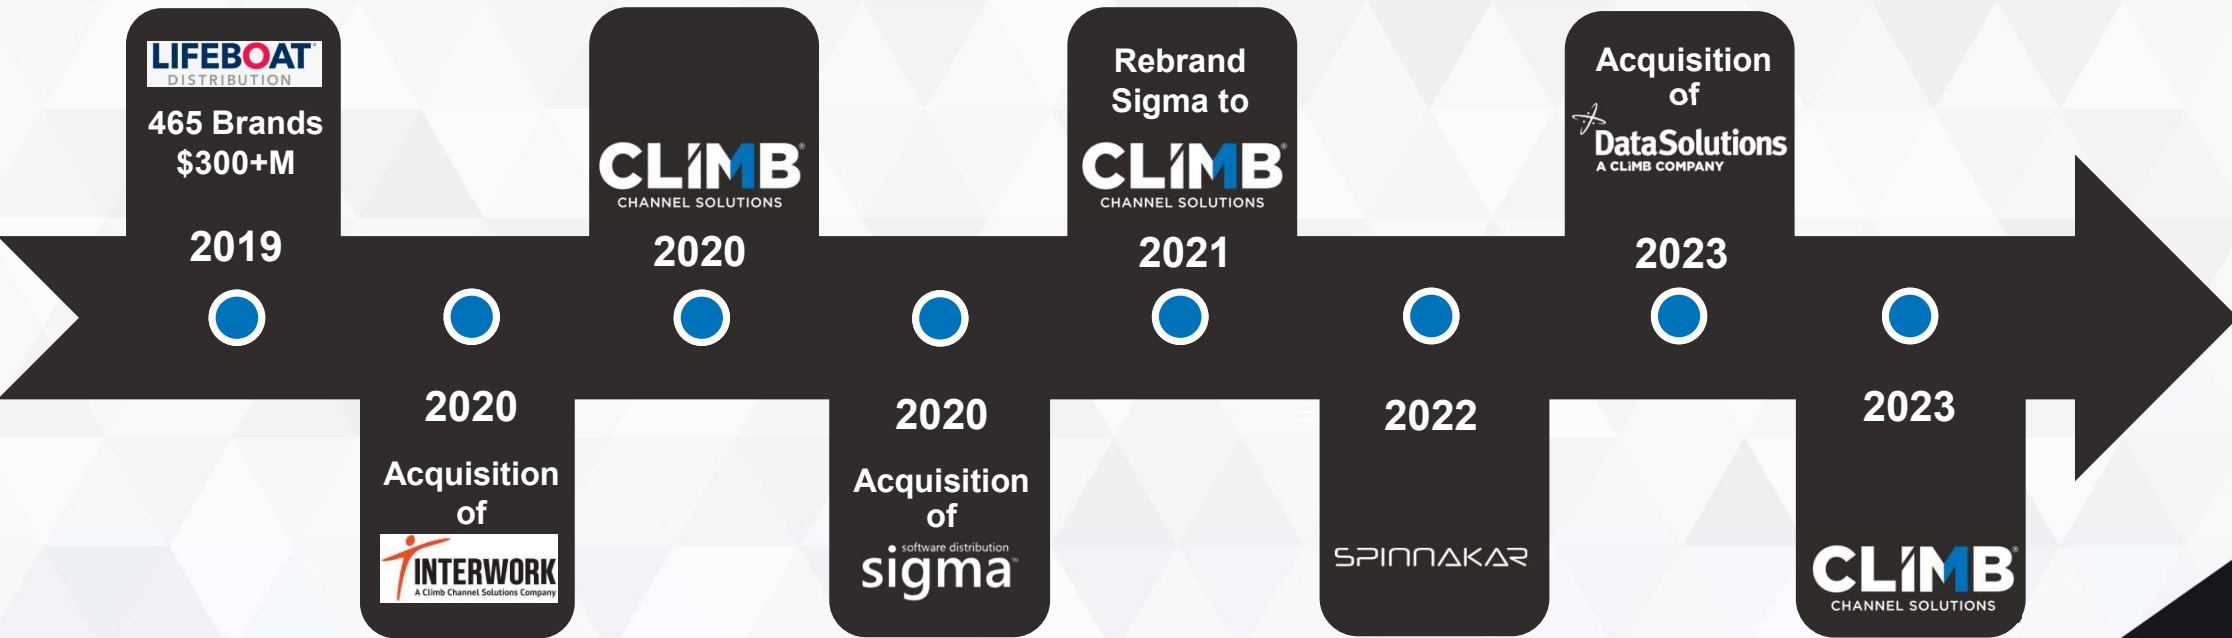 LIFEBOAT
DISTRIBUTION
465 Brands
$300+M
2019
2020
Acquisition
of
INTERWORK
A Climb Channel Solutions Company
CLiMB®
CHANNEL SOLUTIONS
2020
2020
Acquisition
of
software distribution
sigma™
Rebrand
Sigma to
CLiMB®
CHANNEL SOLUTIONS
2021
2022
SPINNAKAR
Acquisition
of
DataSolutions
A CLiMB COMPANY
2023
2023
CLiMB®
CHANNEL SOLUTIONS